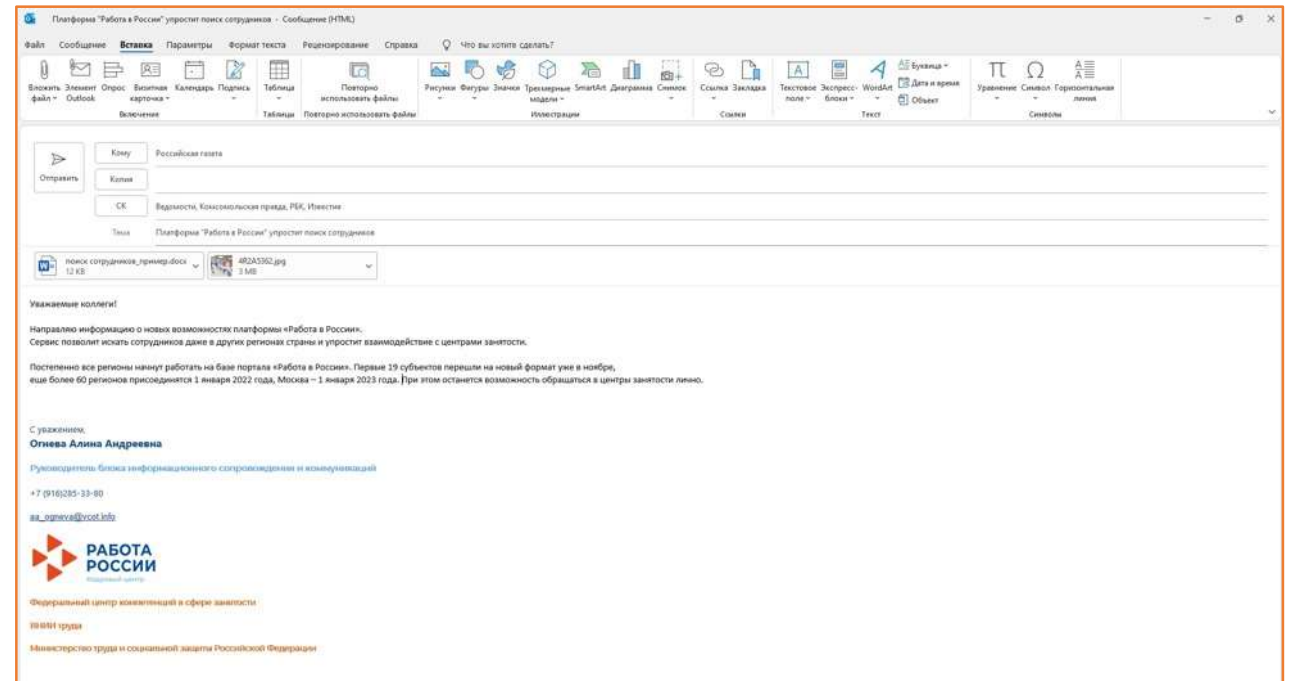 Платформа "Работа в России" упростит поиск сотрудников - Сообщение (HTML)
Файл Сообщение Вставка Параметры Формат текста Рецензирование Справка Что вы хотите сделать?
Вложить файл Элемент Outlook Опрос Визитная карточка Календарь Подпись Таблица Повторно использовать файлы Рисунки Фигуры Значки Трехмерные модели SmartArt Диаграмма Снимок Ссылка Закладка Текстовое поле Экспресс-блоки WordArt Буквица Дата и время Объект Уравнение Символ Горизонтальная линия
Включение Таблицы Повторно использовать файлы Иллюстрации Ссылки Текст Символы
Отправить
Кому Российская газета
Копия
СК Ведомости, Комсомольская правда, РБК, Известия
Тема Платформа "Работа в России" упростит поиск сотрудников
поиск сотрудников_пример.docx
12 KB
4R2A5362.jpg
3 MB
Уважаемые коллеги!
Направляю информацию о новых возможностях платформы «Работа в России».
Сервис позволит искать сотрудников даже в других регионах страны и упростит взаимодействие с центрами занятости.
Постепенно все регионы начнут работать на базе портала «Работа в России». Первые 19 субъектов перешли на новый формат уже в ноябре,
еще более 60 регионов присоединятся 1 января 2022 года, Москва – 1 января 2023 года. При этом останется возможность обращаться в центры занятости лично.
С уважением,
Огнева Алина Андреевна
Руководитель блока информационного сопровождения и коммуникаций
+7 (916)285-33-80
aa_ogneva@vcot.info
РАБОТА
РОССИИ
Кадровый центр
Федеральный центр компетенций в сфере занятости
ВНИИ труда
Министерство труда и социальной защиты Российской Федерации